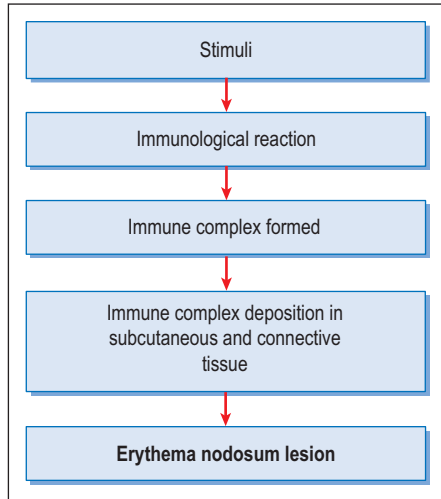 Stimuli
Immunological reaction
Immune complex formed
Immune complex deposition in
subcutaneous and connective
tissue
Erythema nodosum lesion